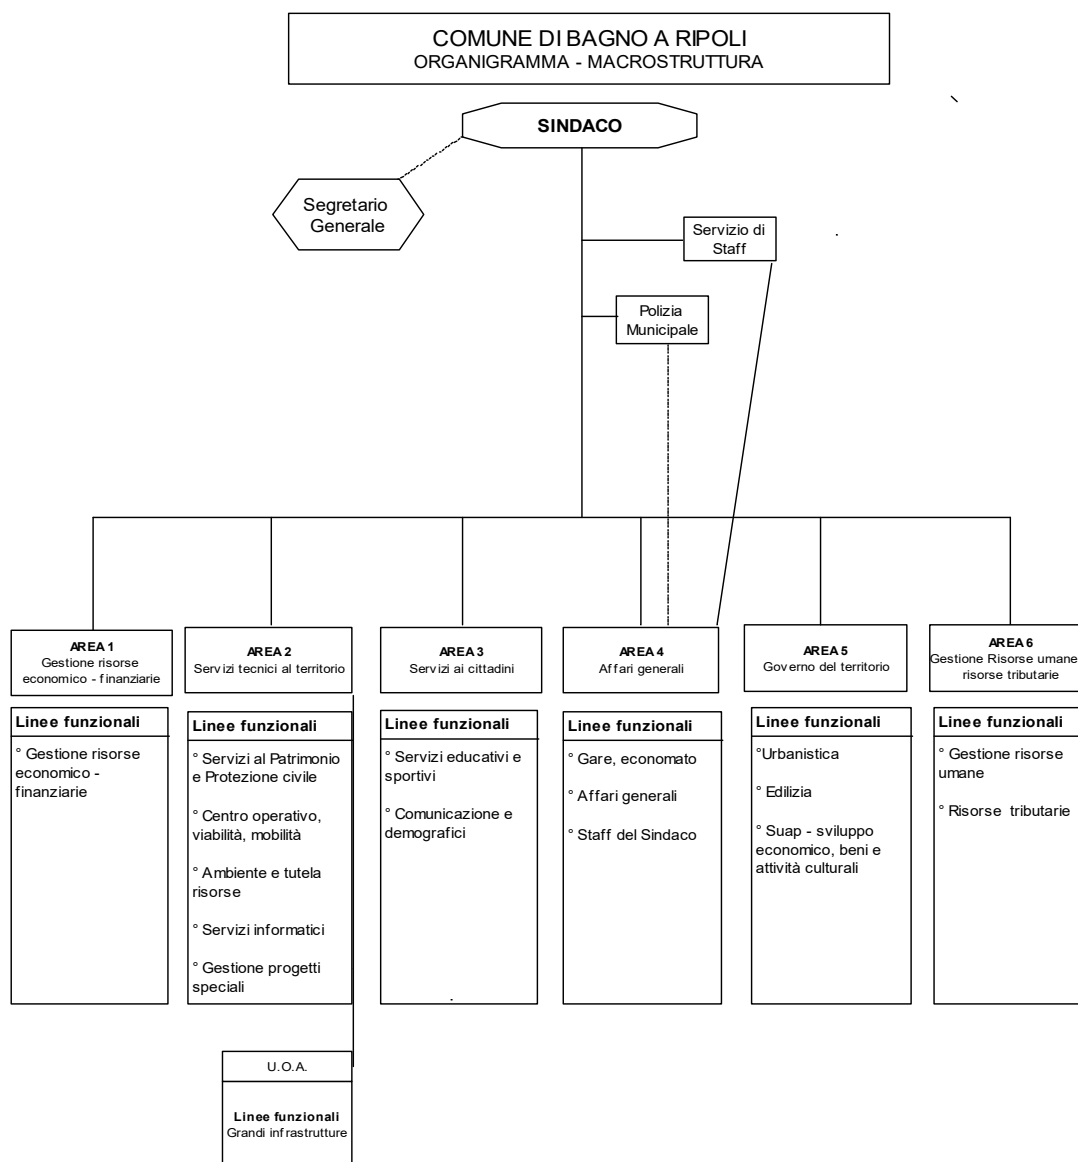 COMUNE DI BAGNO A RIPOLI
ORGANIGRAMMA - MACROSTRUTTURA
SINDACO
Segretario
Generale
Servizio di
Staff
Polizia
Municipale
AREA 1
Gestione risorse
economico - finanziarie
Linee funzionali
° Gestione risorse
economico -
finanziarie
AREA 2
Servizi tecnici al territorio
Linee funzionali
° Servizi al Patrimonio
e Protezione civile
° Centro operativo,
viabilità, mobilità
° Ambiente e tutela
risorse
° Servizi informatici
° Gestione progetti
speciali
U.O.A.
Linee funzionali
Grandi infrastrutture
AREA 3
Servizi ai cittadini
Linee funzionali
° Servizi educativi e
sportivi
° Comunicazione e
demografici
AREA 4
Affari generali
Linee funzionali
° Gare, economato
° Affari generali
° Staff del Sindaco
AREA 5
Governo del territorio
Linee funzionali
°Urbanistica
° Edilizia
° Suap - sviluppo
economico, beni e
attività culturali
AREA 6
Gestione Risorse umane
risorse tributarie
Linee funzionali
° Gestione risorse
umane
° Risorse tributarie